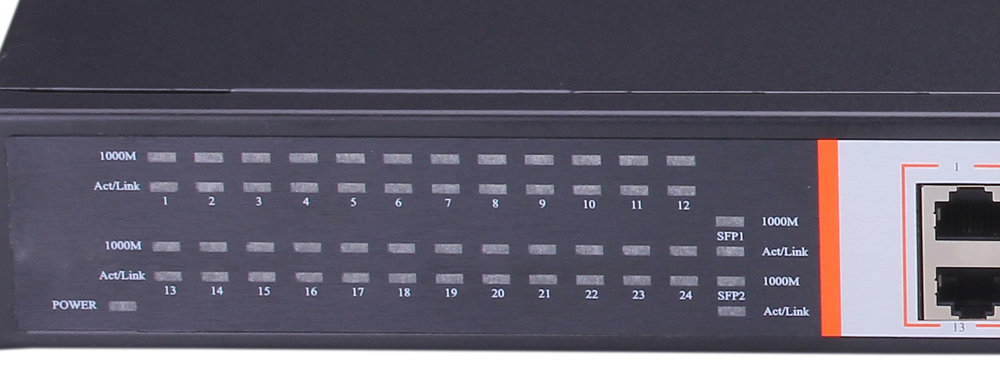 1000M
Act/Link
1 2 3 4 5 6 7 8 9 10 11 12
1000M
Act/Link
13 14 15 16 17 18 19 20 21 22 23 24
POWER
1000M
SFP1
Act/Link
1000M
SFP2
Act/Link
1
13